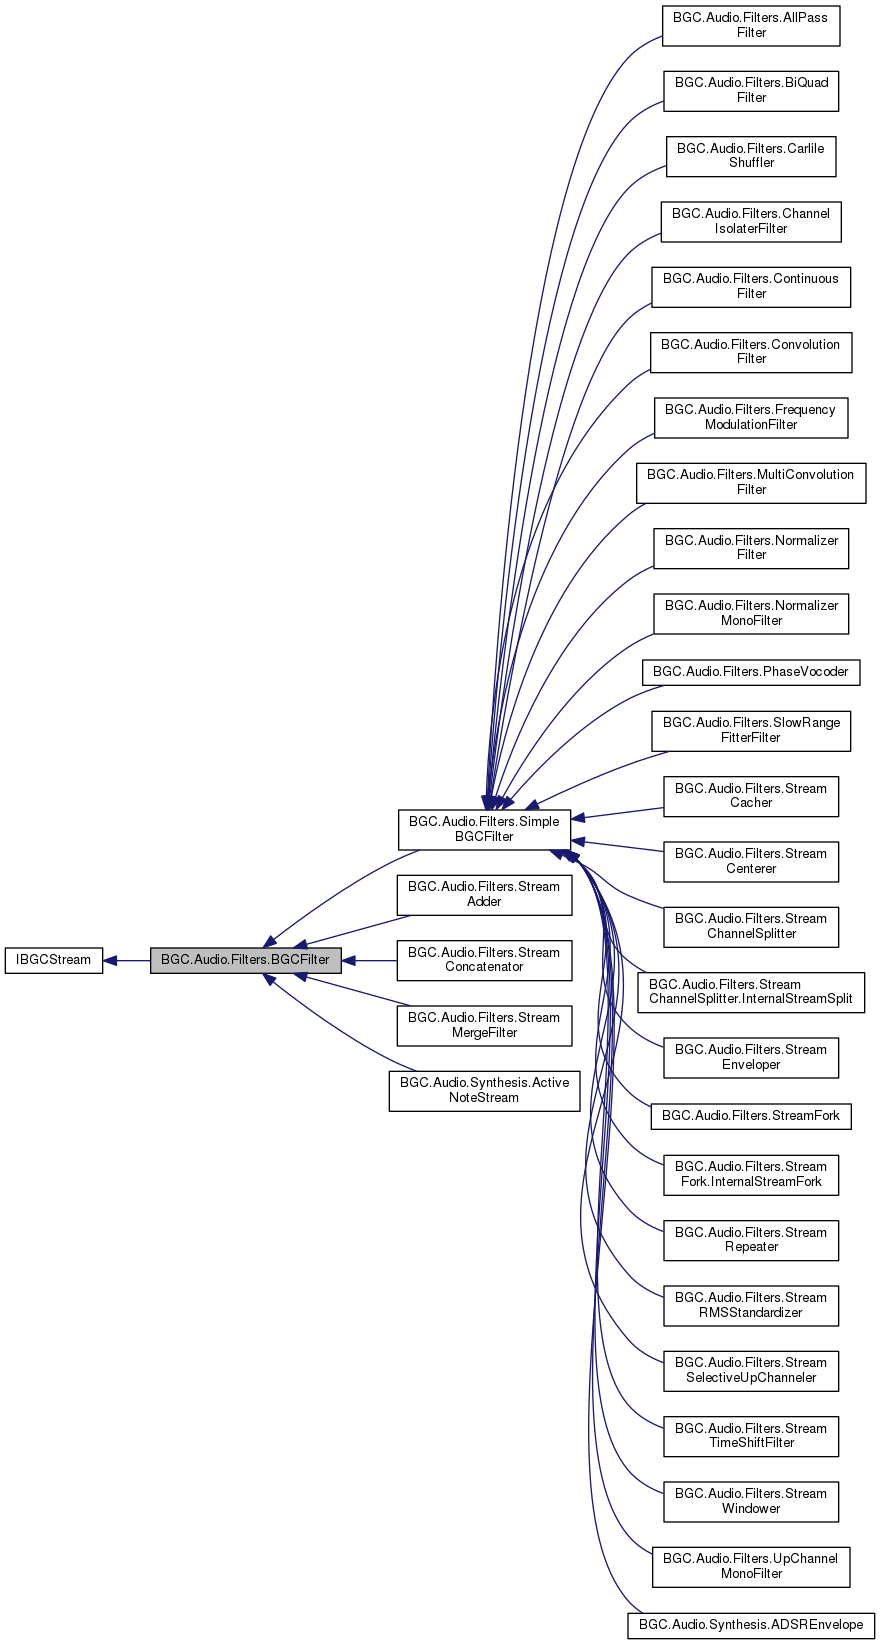 IBGCStream
BGC.Audio.Filters.BGCFilter
BGC.Audio.Filters.Simple
BGCFilter
BGC.Audio.Filters.Stream
Adder
BGC.Audio.Filters.Stream
Concatenator
BGC.Audio.Filters.Stream
MergeFilter
BGC.Audio.Synthesis.Active
NoteStream
BGC.Audio.Filters.AllPass
Filter
BGC.Audio.Filters.BiQuad
Filter
BGC.Audio.Filters.Carlile
Shuffler
BGC.Audio.Filters.Channel
IsolaterFilter
BGC.Audio.Filters.Continuous
Filter
BGC.Audio.Filters.Convolution
Filter
BGC.Audio.Filters.Frequency
ModulationFilter
BGC.Audio.Filters.MultiConvolution
Filter
BGC.Audio.Filters.Normalizer
Filter
BGC.Audio.Filters.Normalizer
MonoFilter
BGC.Audio.Filters.PhaseVocoder
BGC.Audio.Filters.SlowRange
FitterFilter
BGC.Audio.Filters.Stream
Cacher
BGC.Audio.Filters.Stream
Centerer
BGC.Audio.Filters.Stream
ChannelSplitter
BGC.Audio.Filters.Stream
ChannelSplitter.InternalStreamSplit
BGC.Audio.Filters.Stream
Enveloper
BGC.Audio.Filters.StreamFork
BGC.Audio.Filters.Stream
Fork.InternalStreamFork
BGC.Audio.Filters.Stream
Repeater
BGC.Audio.Filters.Stream
RMSStandardizer
BGC.Audio.Filters.Stream
SelectiveUpChanneler
BGC.Audio.Filters.Stream
TimeShiftFilter
BGC.Audio.Filters.Stream
Windower
BGC.Audio.Filters.UpChannel
MonoFilter
BGC.Audio.Synthesis.ADSREnvelope